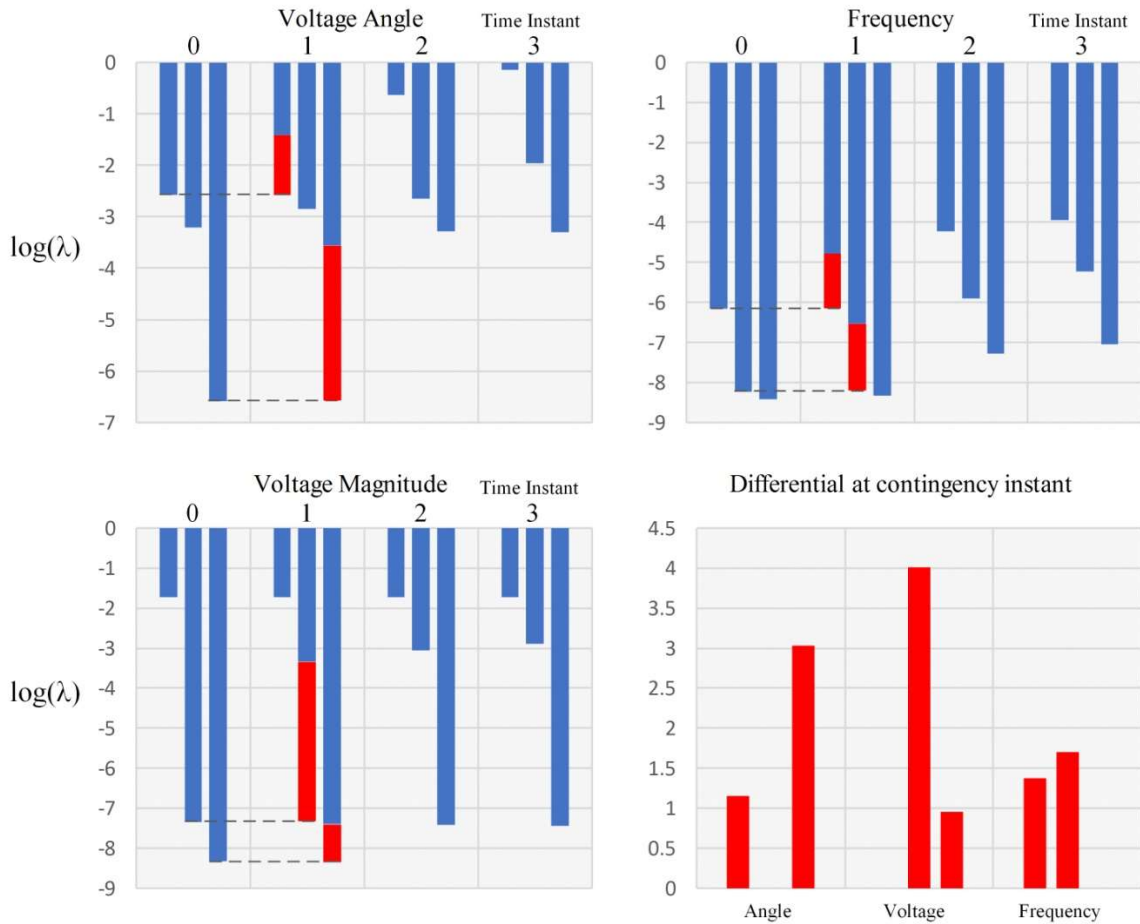 Voltage Angle
Time Instant
0 1 2 3
0
-1
-2
-3
-4
-5
-6
-7
log(λ)
Frequency
Time Instant
0 1 2 3
0
-1
-2
-3
-4
-5
-6
-7
-8
-9
Voltage Magnitude
Time Instant
0 1 2 3
0
-1
-2
-3
-4
-5
-6
-7
-8
-9
log(λ)
Differential at contingency instant
4.5
4
3.5
3
2.5
2
1.5
1
0.5
0
Angle Voltage Frequency